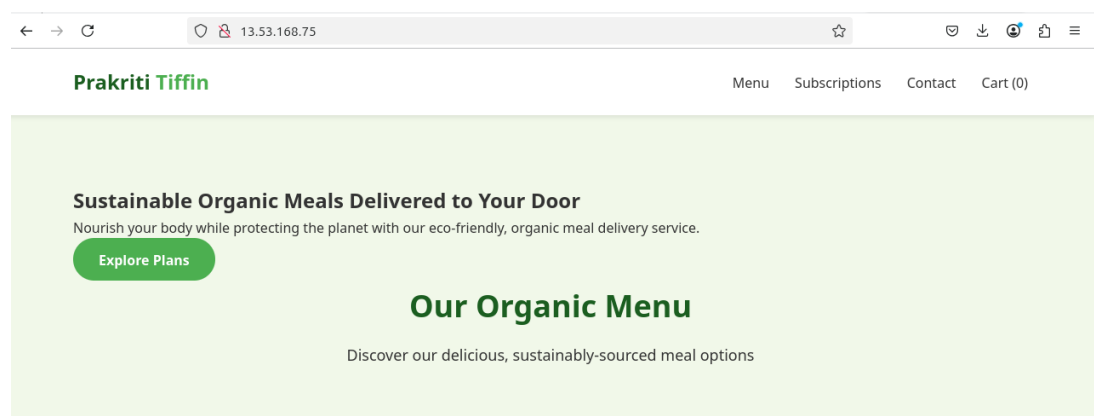 13.53.168.75
Prakriti Tiffin
Menu Subscriptions Contact Cart (0)
Sustainable Organic Meals Delivered to Your Door
Nourish your body while protecting the planet with our eco-friendly, organic meal delivery service.
Explore Plans
Our Organic Menu
Discover our delicious, sustainably-sourced meal options